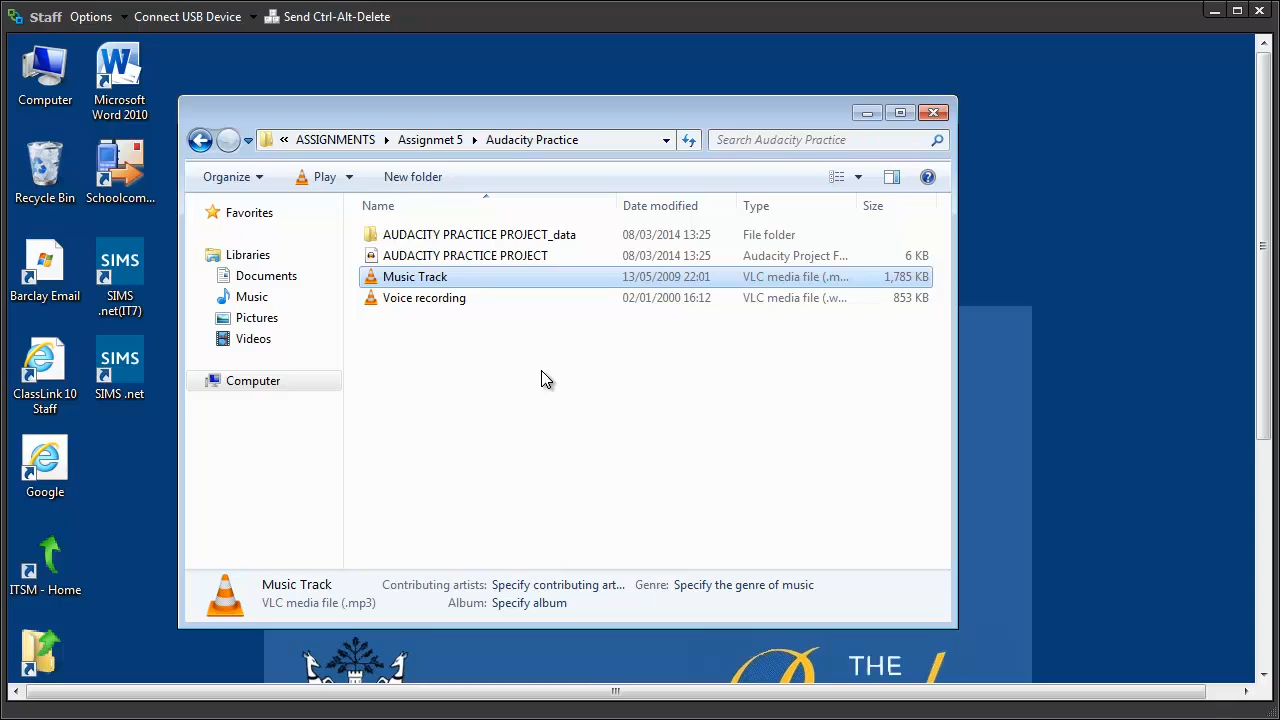 Staff Options Connect USB Device Send Ctrl-Alt-Delete
Computer
Microsoft
Word 2010
Recycle Bin
Schoolcom...
Barclay Email
SIMS
SIMS
.net(IT7)
ClassLink 10
Staff
SIMS
SIMS .net
Google
ITSM - Home
« ASSIGNMENTS Assignmet 5 Audacity Practice
Search Audacity Practice
Organize Play New folder
Favorites
Libraries
Documents
Music
Pictures
Videos
Computer
Name Date modified Type Size
AUDACITY PRACTICE PROJECT_data 08/03/2014 13:25 File folder
AUDACITY PRACTICE PROJECT 08/03/2014 13:25 Audacity Project F... 6 KB
Music Track 13/05/2009 22:01 VLC media file (.m... 1,785 KB
Voice recording 02/01/2000 16:12 VLC media file (.w... 853 KB
Music Track Contributing artists: Specify contributing art... Genre: Specify the genre of music
VLC media file (.mp3) Album: Specify album
THE